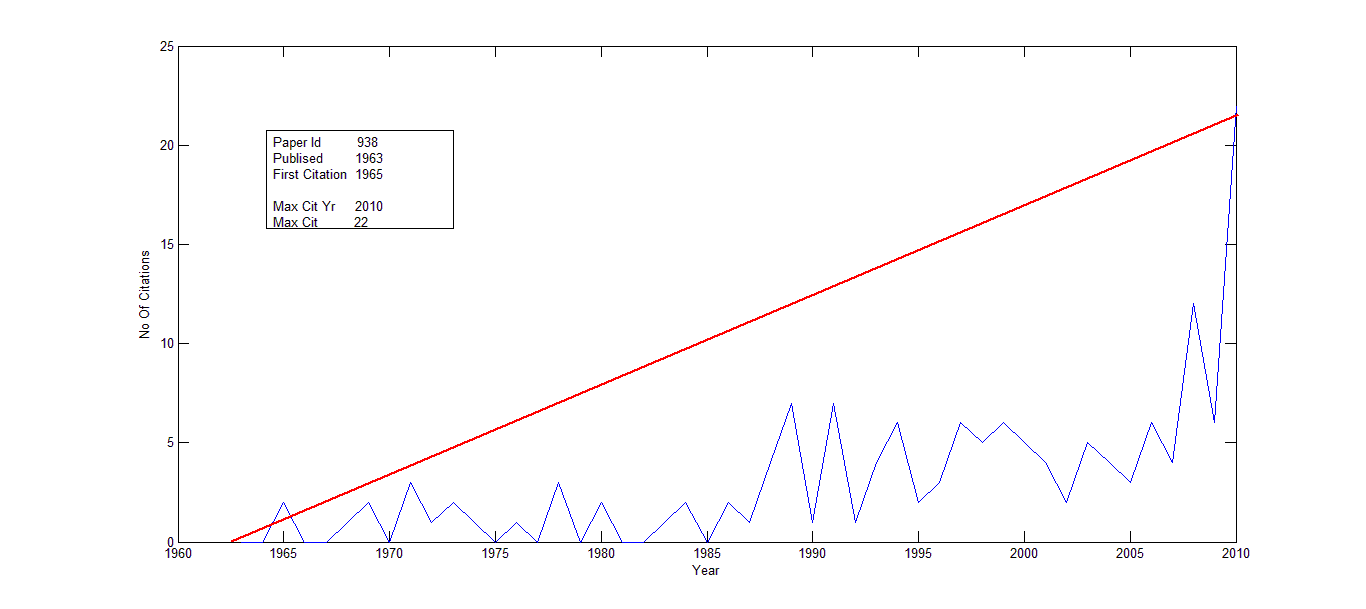 25
20
15
10
5
0
No Of Citations
Paper Id 938
Publised 1963
First Citation 1965
Max Cit Yr 2010
Max Cit 22
1960 1965 1970 1975 1980 1985 1990 1995 2000 2005 2010
Year